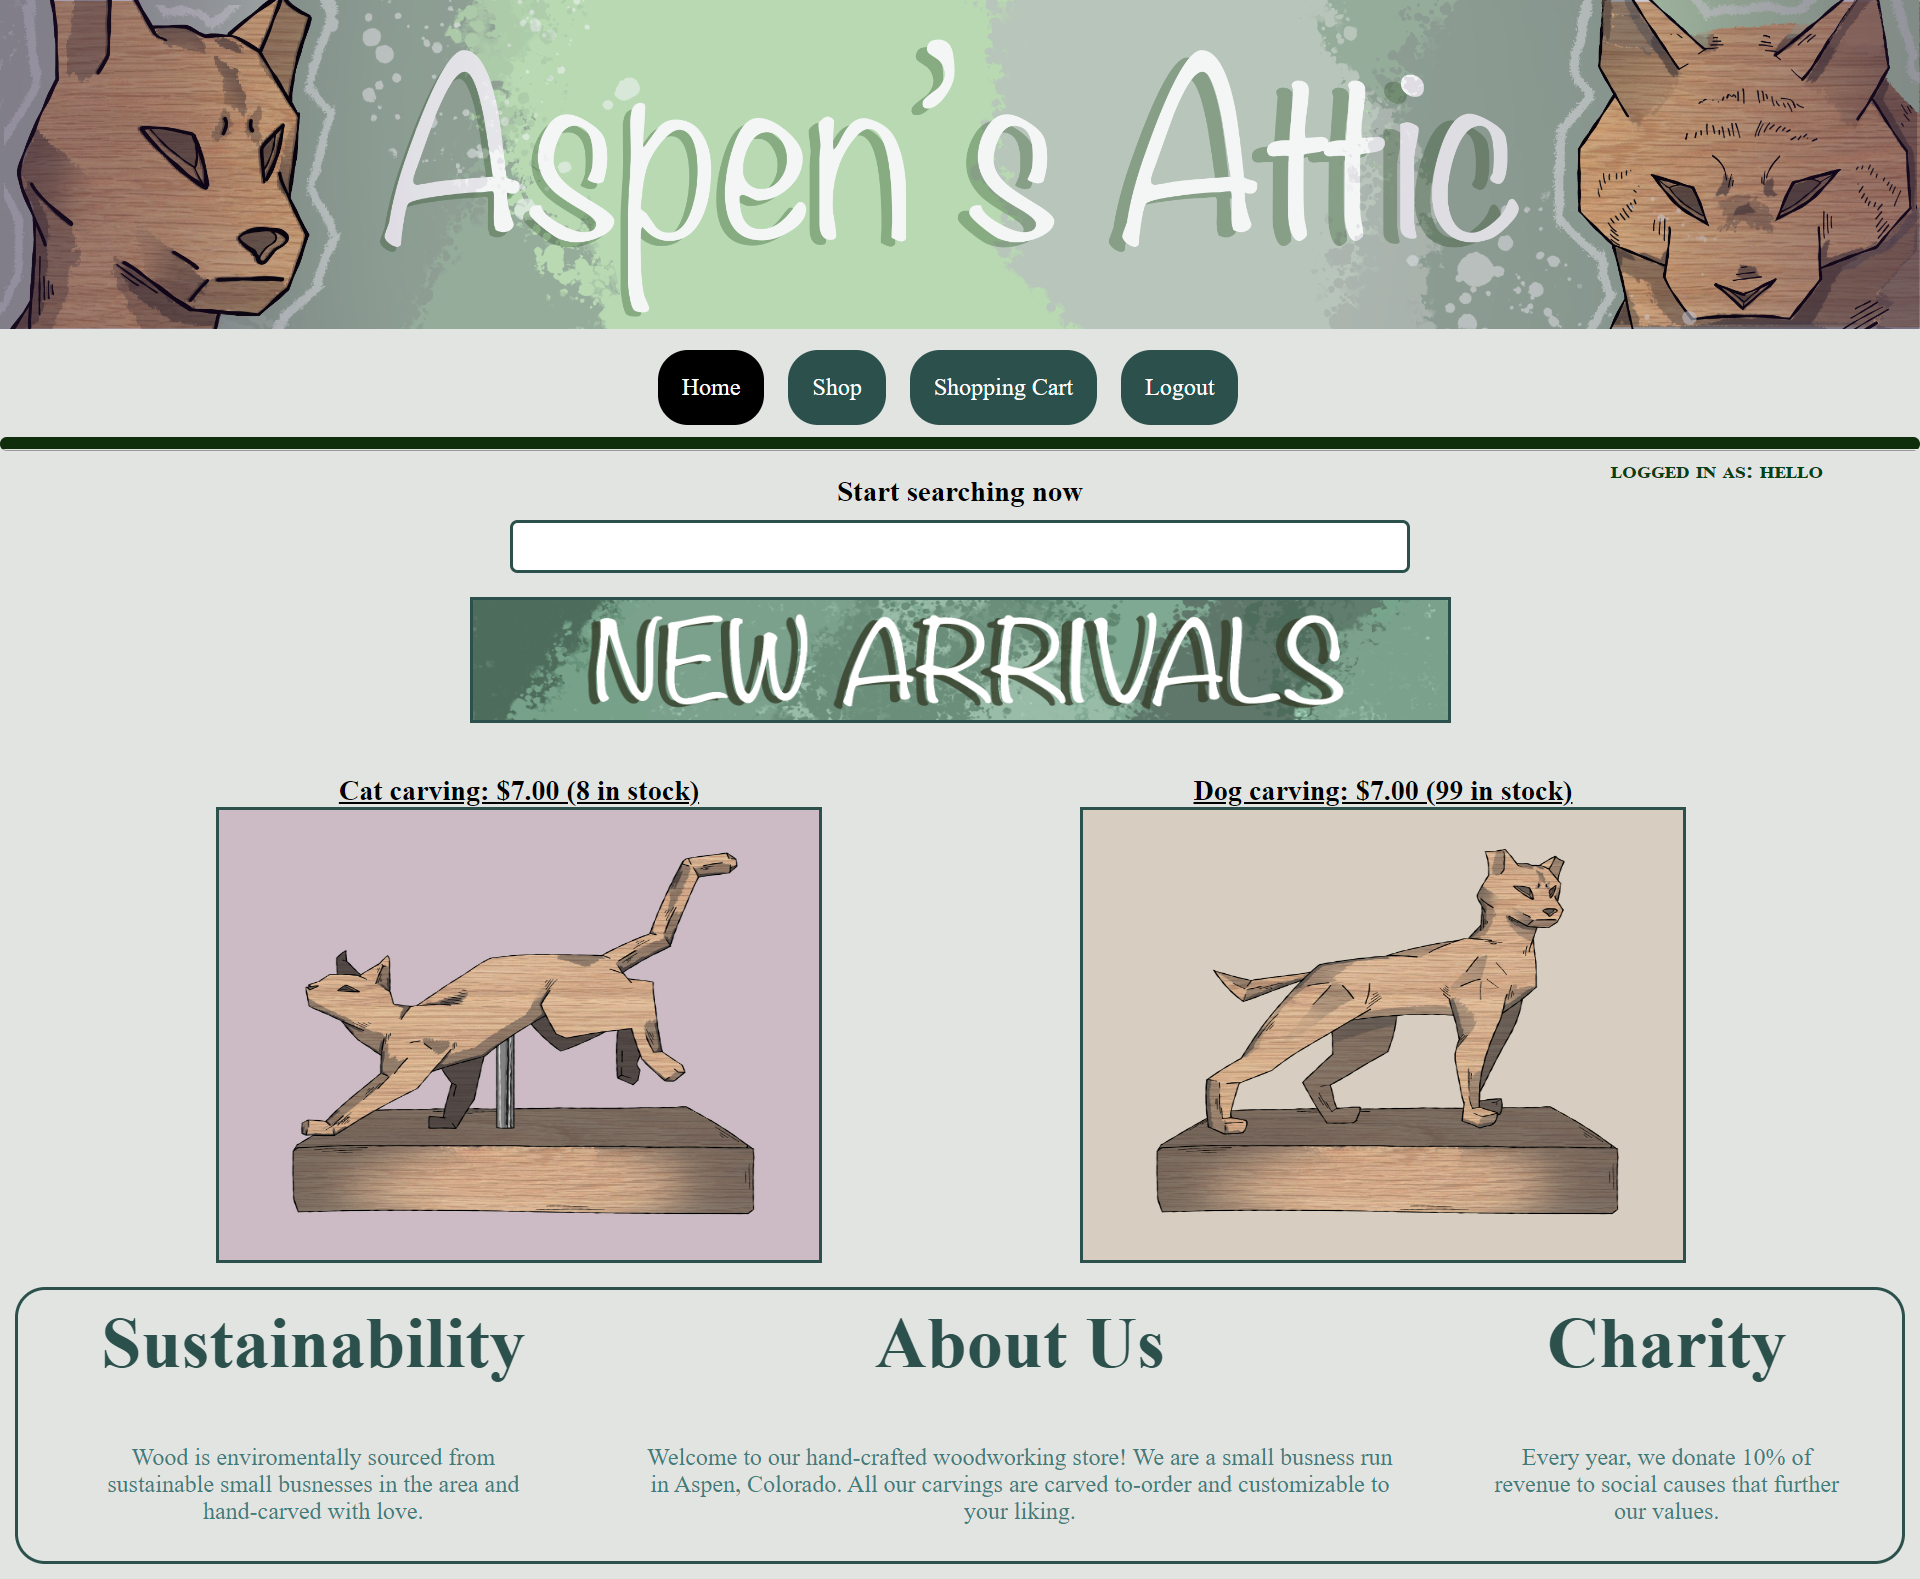 Aspen's Attic
Home Shop Shopping Cart Logout
LOGGED IN AS: HELLO
Start searching now
NEW ARRIVALS
Cat carving: $7.00 (8 in stock)
Dog carving: $7.00 (99 in stock)
Sustainability
Wood is enviromentally sourced from
sustainable small busnesses in the area and
hand-carved with love.
About Us
Welcome to our hand-crafted woodworking store! We are a small busness run
in Aspen, Colorado. All our carvings are carved to-order and customizable to
your liking.
Charity
Every year, we donate 10% of
revenue to social causes that further
our values.